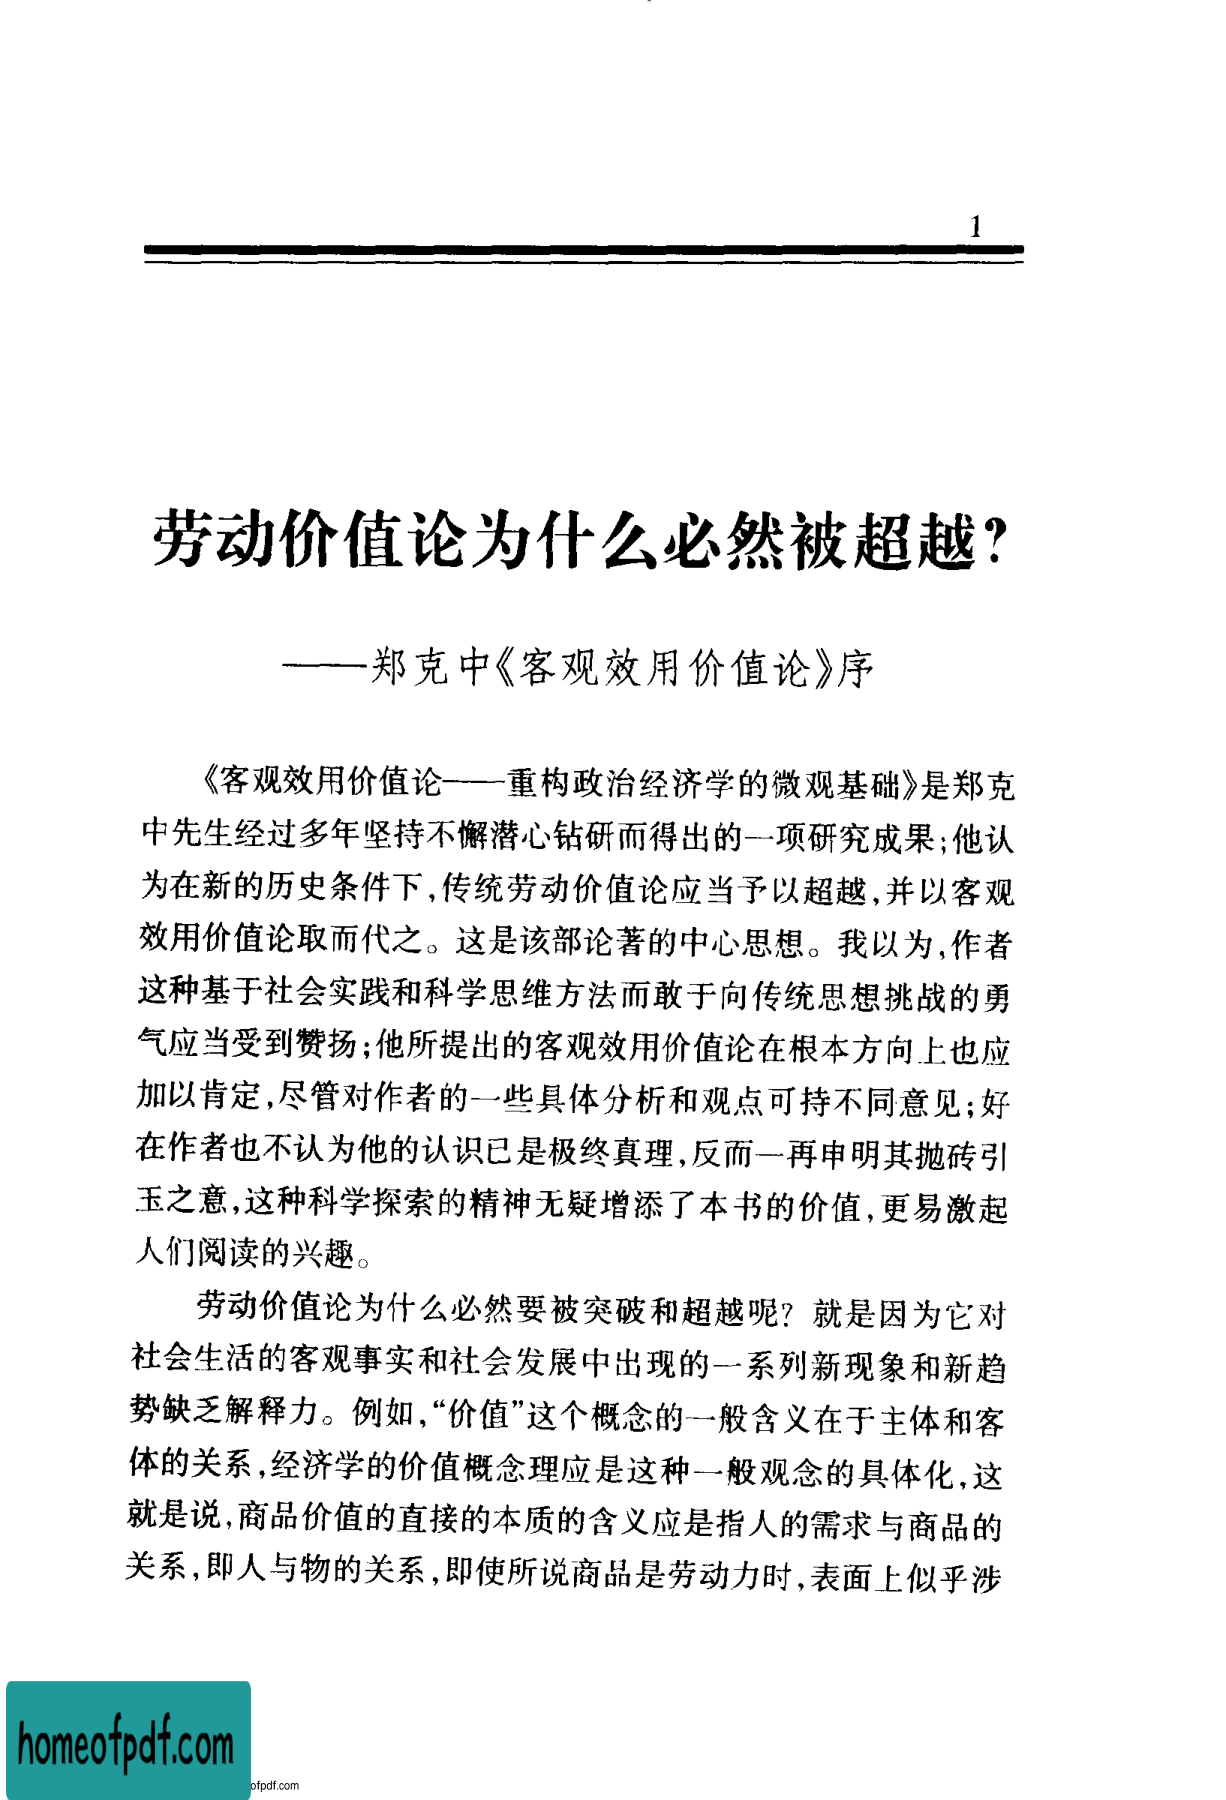 1
劳动价值论为什么必然被超越?
——郑克中《客观效用价值论》序
《客观效用价值论——重构政治经济学的微观基础》是郑克
中先生经过多年坚持不懈潜心钻研而得出的一项研究成果;他认
为在新的历史条件下,传统劳动价值论应当予以超越,并以客观
效用价值论取而代之。这是该部论著的中心思想。我以为,作者
这种基于社会实践和科学思维方法而敢于向传统思想挑战的勇
气应当受到赞扬;他所提出的客观效用价值论在根本方向上也应
加以肯定,尽管对作者的一些具体分析和观点可持不同意见;好
在作者也不认为他的认识已是极终真理,反而一再申明其抛砖引
玉之意,这种科学探索的精神无疑增添了本书的价值,更易激起
人们阅读的兴趣。
劳动价值论为什么必然要被突破和超越呢? 就是因为它对
社会生活的客观事实和社会发展中出现的一系列新现象和新趋
势缺乏解释力。例如,“价值”这个概念的一般含义在于主体和客
体的关系,经济学的价值概念理应是这种一般观念的具体化,这
就是说,商品价值的直接的本质的含义应是指人的需求与商品的
关系,即人与物的关系,即使所说商品是劳动力时,表面上似乎涉
homeofpdf.com
ofpdf.com